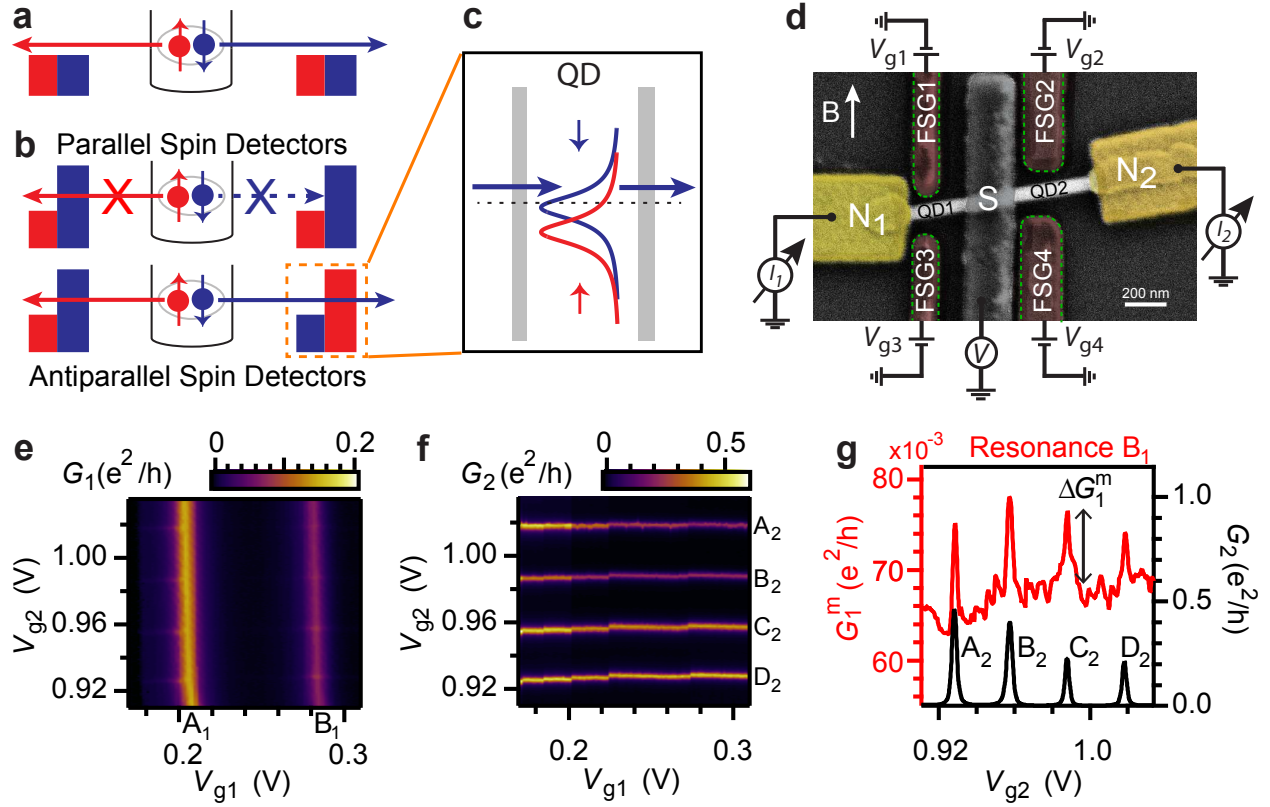 a
b
Parallel Spin Detectors
X
X
Antiparallel Spin Detectors
c
QD
d
Vg1
Vg2
B
FSG1
FSG2
N1
QD1
S
QD2
N2
I1
I2
FSG3
FSG4
200 nm
Vg3
V
Vg4
e
0
0.2
G1(e²/h)
1.00
0.96
0.92
Vg2 (V)
A1
B1
0.2
0.3
Vg1 (V)
f
0
0.5
G2(e²/h)
1.00
0.96
0.92
Vg2 (V)
A2
B2
C2
D2
0.2
0.3
Vg1 (V)
g
x10⁻³
Resonance B1
80
70
60
G1ᵐ (e²/h)
ΔG1ᵐ
A2
B2
C2
D2
1.0
0.5
0.0
G2(e²/h)
0.92
1.0
Vg2 (V)